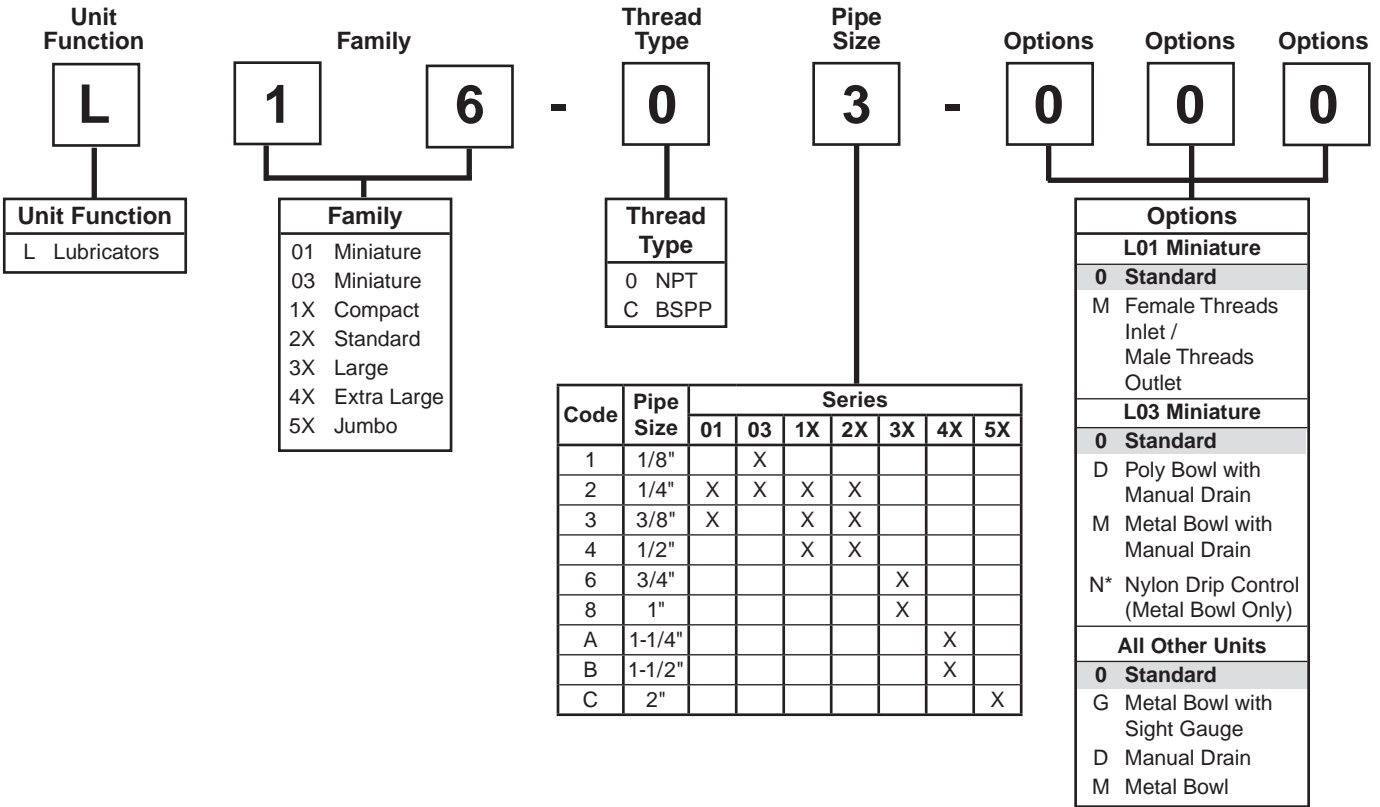 Unit Function
Family
Thread Type
Pipe Size
Options
Options
Options
L 1 6 - 0 3 - 0 0 0
Unit Function
L Lubricators
Family
01 Miniature
03 Miniature
1X Compact
2X Standard
3X Large
4X Extra Large
5X Jumbo
Thread
Type
0 NPT
C BSPP
Code Pipe Size Series
01 03 1X 2X 3X 4X 5X
1 1/8" X
2 1/4" X X X X
3 3/8" X X X
4 1/2" X X
6 3/4" X
8 1" X
A 1-1/4" X
B 1-1/2" X
C 2" X
Options
L01 Miniature
0 Standard
M Female Threads
Inlet /
Male Threads
Outlet
L03 Miniature
0 Standard
D Poly Bowl with
Manual Drain
M Metal Bowl with
Manual Drain
N* Nylon Drip Control
(Metal Bowl Only)
All Other Units
0 Standard
G Metal Bowl with
Sight Gauge
D Manual Drain
M Metal Bowl